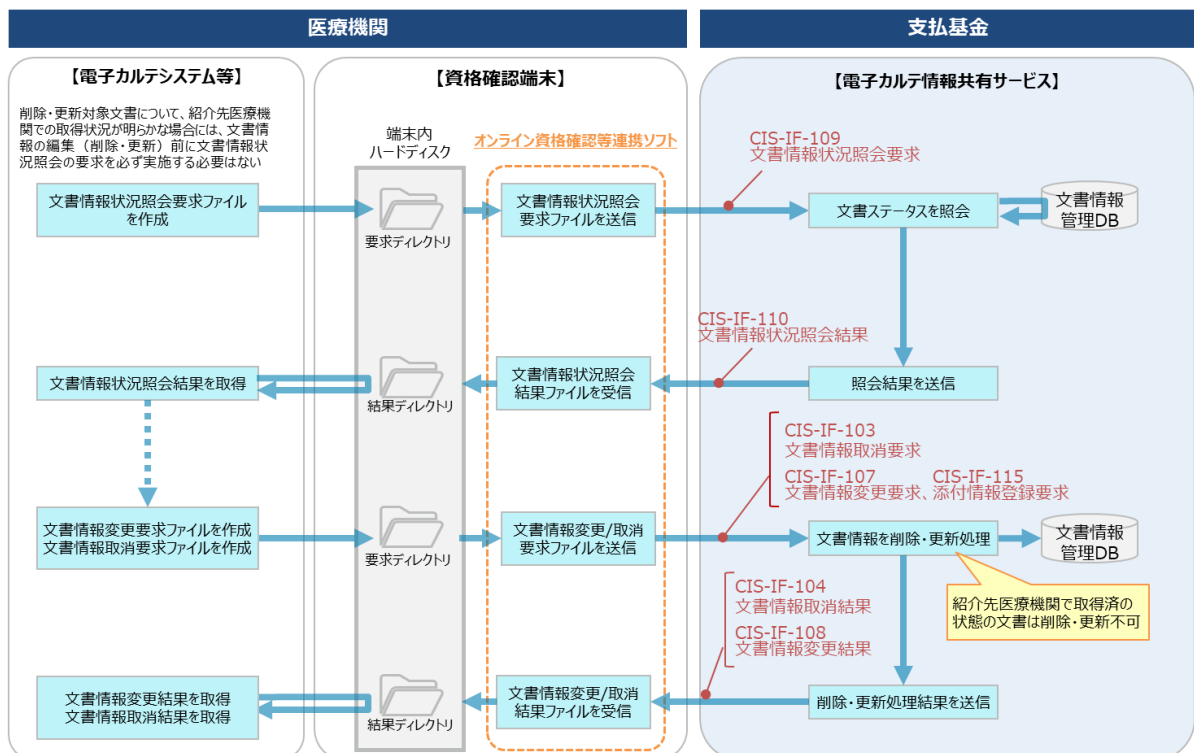 医療機関
支払基金
【電子カルテシステム等】
【資格確認端末】
【電子カルテ情報共有サービス】
削除・更新対象文書について、紹介先医療機
関での取得状況が明らかな場合には、文書情
報の編集（削除・更新）前に文書情報状
況照会の要求を必ず実施する必要はない
端末内
ハードディスク
オンライン資格確認等連携ソフト
CIS-IF-109
文書情報状況照会要求
文書情報状況照会要求ファイル
を作成
要求ディレクトリ
文書情報状況照会
要求ファイルを送信
文書ステータスを照会
文書情報
管理DB
CIS-IF-110
文書情報状況照会結果
文書情報状況照会結果を取得
結果ディレクトリ
文書情報状況照会
結果ファイルを受信
照会結果を送信
CIS-IF-103
文書情報取消要求
CIS-IF-107
文書情報変更要求、
CIS-IF-115
添付情報登録要求
文書情報変更要求ファイルを作成
文書情報取消要求ファイルを作成
要求ディレクトリ
文書情報変更/取消
要求ファイルを送信
文書情報を削除・更新処理
文書情報
管理DB
紹介先医療機関で取得済の
状態の文書は削除・更新不可
CIS-IF-104
文書情報取消結果
CIS-IF-108
文書情報変更結果
文書情報変更結果を取得
文書情報取消結果を取得
結果ディレクトリ
文書情報変更/取消
結果ファイルを受信
削除・更新処理結果を送信